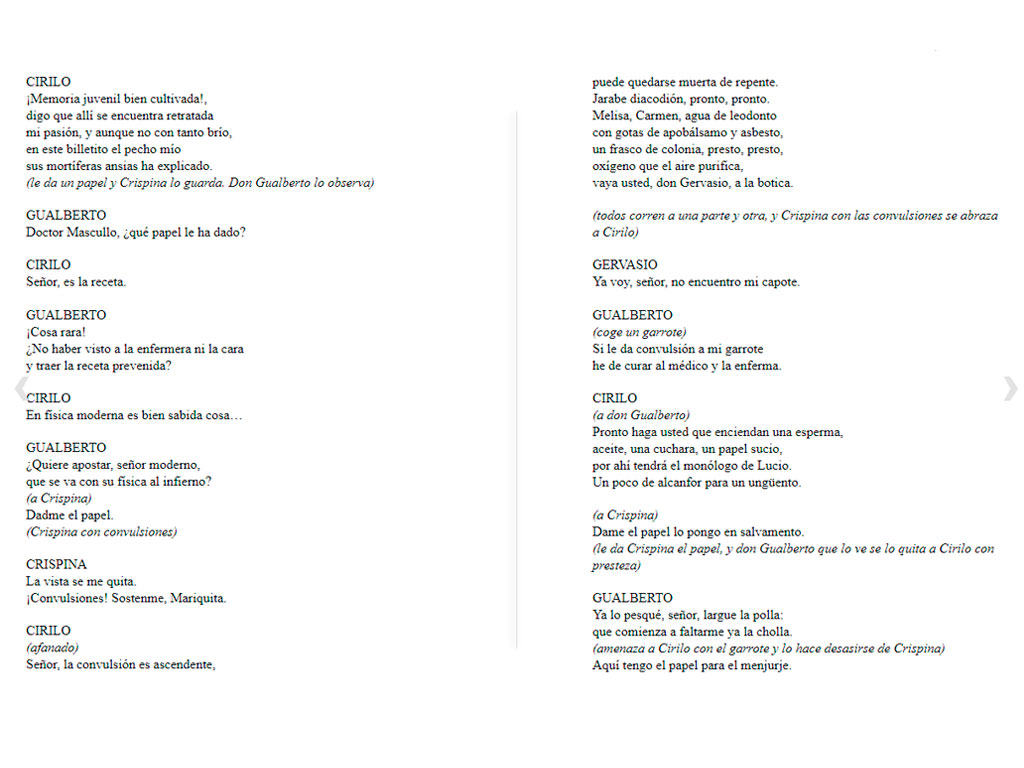 CIRILO
¡Memoria juvenil bien cultivada!,
digo que allí se encuentra retratada
mi pasión, y aunque no con tanto brío,
en este billetito el pecho mío
sus mortíferas ansias ha explicado.
(le da un papel y Crispina lo guarda. Don Gualberto lo observa)
GUALBERTO
Doctor Mascullo, ¿qué papel le ha dado?
CIRILO
Señor, es la receta.
GUALBERTO
¡Cosa rara!
¿No haber visto a la enfermera ni la cara
y traer la receta prevenida?
CIRILO
En física moderna es bien sabida cosa…
GUALBERTO
¿Quiere apostar, señor moderno,
que se va con su física al infierno?
(a Crispina)
Dadme el papel.
(Crispina con convulsiones)
CRISPINA
La vista se me quita.
¡Convulsiones! Sostenme, Mariquita.
CIRILO
(afanado)
Señor, la convulsión es ascendente,
puede quedarse muerta de repente.
Jarabe diacodión, pronto, pronto.
Melisa, Carmen, agua de leodonto
con gotas de apobálsamo y asbesto,
un frasco de colonia, presto, presto,
oxígeno que el aire purifica,
vaya usted, don Gervasio, a la botica.
(todos corren a una parte y otra, y Crispina con las convulsiones se abraza
a Cirilo)
GERVASIO
Ya voy, señor, no encuentro mi capote.
GUALBERTO
(coge un garrote)
Si le da convulsión a mi garrote
he de curar al médico y la enferma.
CIRILO
(a don Gualberto)
Pronto haga usted que enciendan una esperma,
aceite, una cuchara, un papel sucio,
por ahí tendrá el monólogo de Lucio.
Un poco de alcanfor para un ungüento.
(a Crispina)
Dame el papel lo pongo en salvamento.
(le da Crispina el papel, y don Gualberto que lo ve se lo quita a Cirilo con
presteza)
GUALBERTO
Ya lo pesqué, señor, largue la polla:
que comienza a faltarme ya la cholla.
(amenaza a Cirilo con el garrote y lo hace desasirse de Crispina)
Aquí tengo el papel para el menjurje.